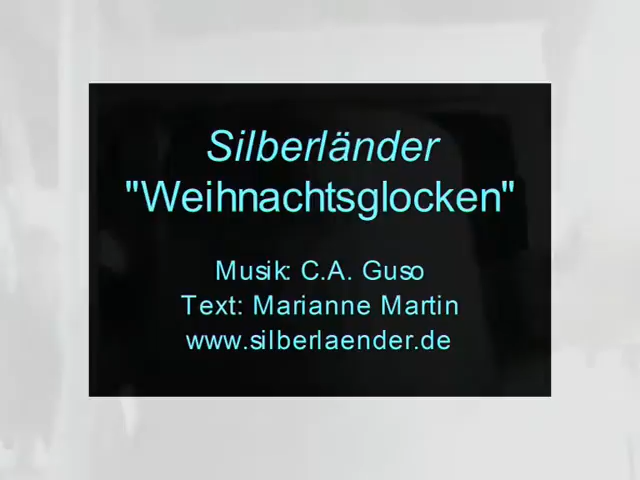 Silberländer
"Weihnachtsglocken"
Musik: C.A. Guso
Text: Marianne Martin
www.silberlaender.de